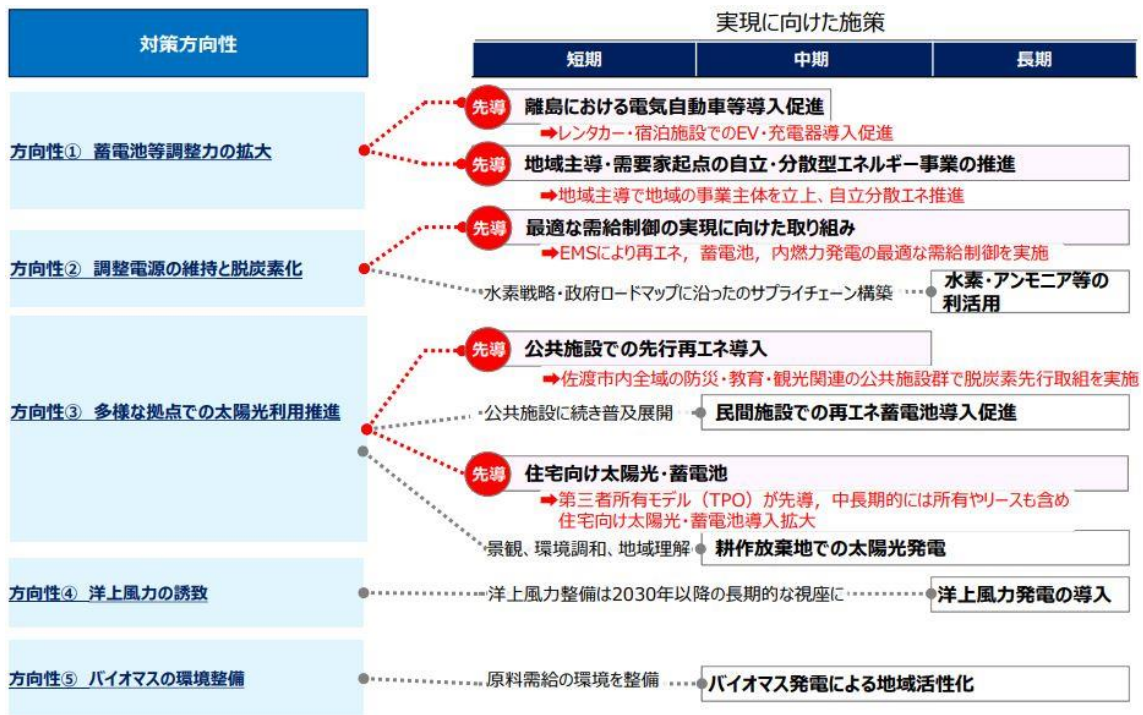 対策方向性
実現に向けた施策
短期
中期
長期
方向性① 蓄電池等調整力の拡大
先導
離島における電気自動車等導入促進
➡レンタカー・宿泊施設でのEV・充電器導入促進
先導
地域主導・需要家起点の自立・分散型エネルギー事業の推進
➡地域主導で地域の事業主体を立上、自立分散エネ推進
方向性② 調整電源の維持と脱炭素化
先導
最適な需給制御の実現に向けた取り組み
➡EMSにより再エネ，蓄電池，内燃力発電の最適な需給制御を実施
水素戦略・政府ロードマップに沿ったのサプライチェーン構築
水素・アンモニア等の
利活用
方向性③ 多様な拠点での太陽光利用推進
先導
公共施設での先行再エネ導入
➡佐渡市内全域の防災・教育・観光関連の公共施設群で脱炭素先行取組を実施
公共施設に続き普及展開
民間施設での再エネ蓄電池導入促進
先導
住宅向け太陽光・蓄電池
➡第三者所有モデル（TPO）が先導，中長期的には所有やリースも含め
住宅向け太陽光・蓄電池導入拡大
景観、環境調和、地域理解
耕作放棄地での太陽光発電
方向性④ 洋上風力の誘致
洋上風力整備は2030年以降の長期的な視座に
洋上風力発電の導入
方向性⑤ バイオマスの環境整備
原料需給の環境を整備
バイオマス発電による地域活性化